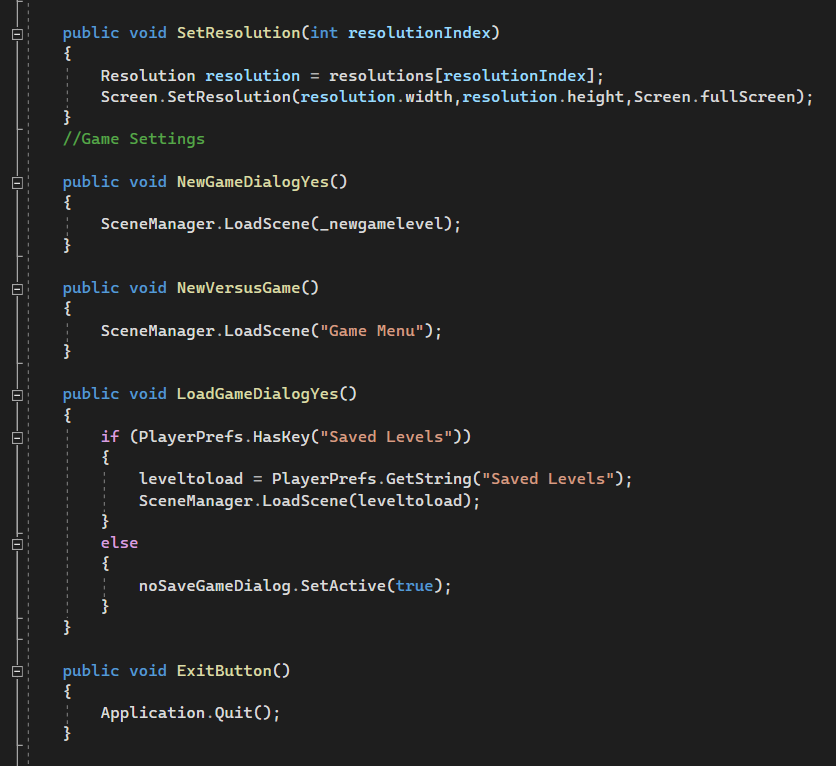 public void SetResolution(int resolutionIndex)
{
Resolution resolution = resolutions[resolutionIndex];
Screen.SetResolution(resolution.width,resolution.height,Screen.fullScreen);
}
//Game Settings
public void NewGameDialogYes()
{
SceneManager.LoadScene(_newgamelevel);
}
public void NewVersusGame()
{
SceneManager.LoadScene("Game Menu");
}
public void LoadGameDialogYes()
{
if (PlayerPrefs.HasKey("Saved Levels"))
{
leveltoload = PlayerPrefs.GetString("Saved Levels");
SceneManager.LoadScene(leveltoload);
}
else
{
noSaveGameDialog.SetActive(true);
}
}
public void ExitButton()
{
Application.Quit();
}